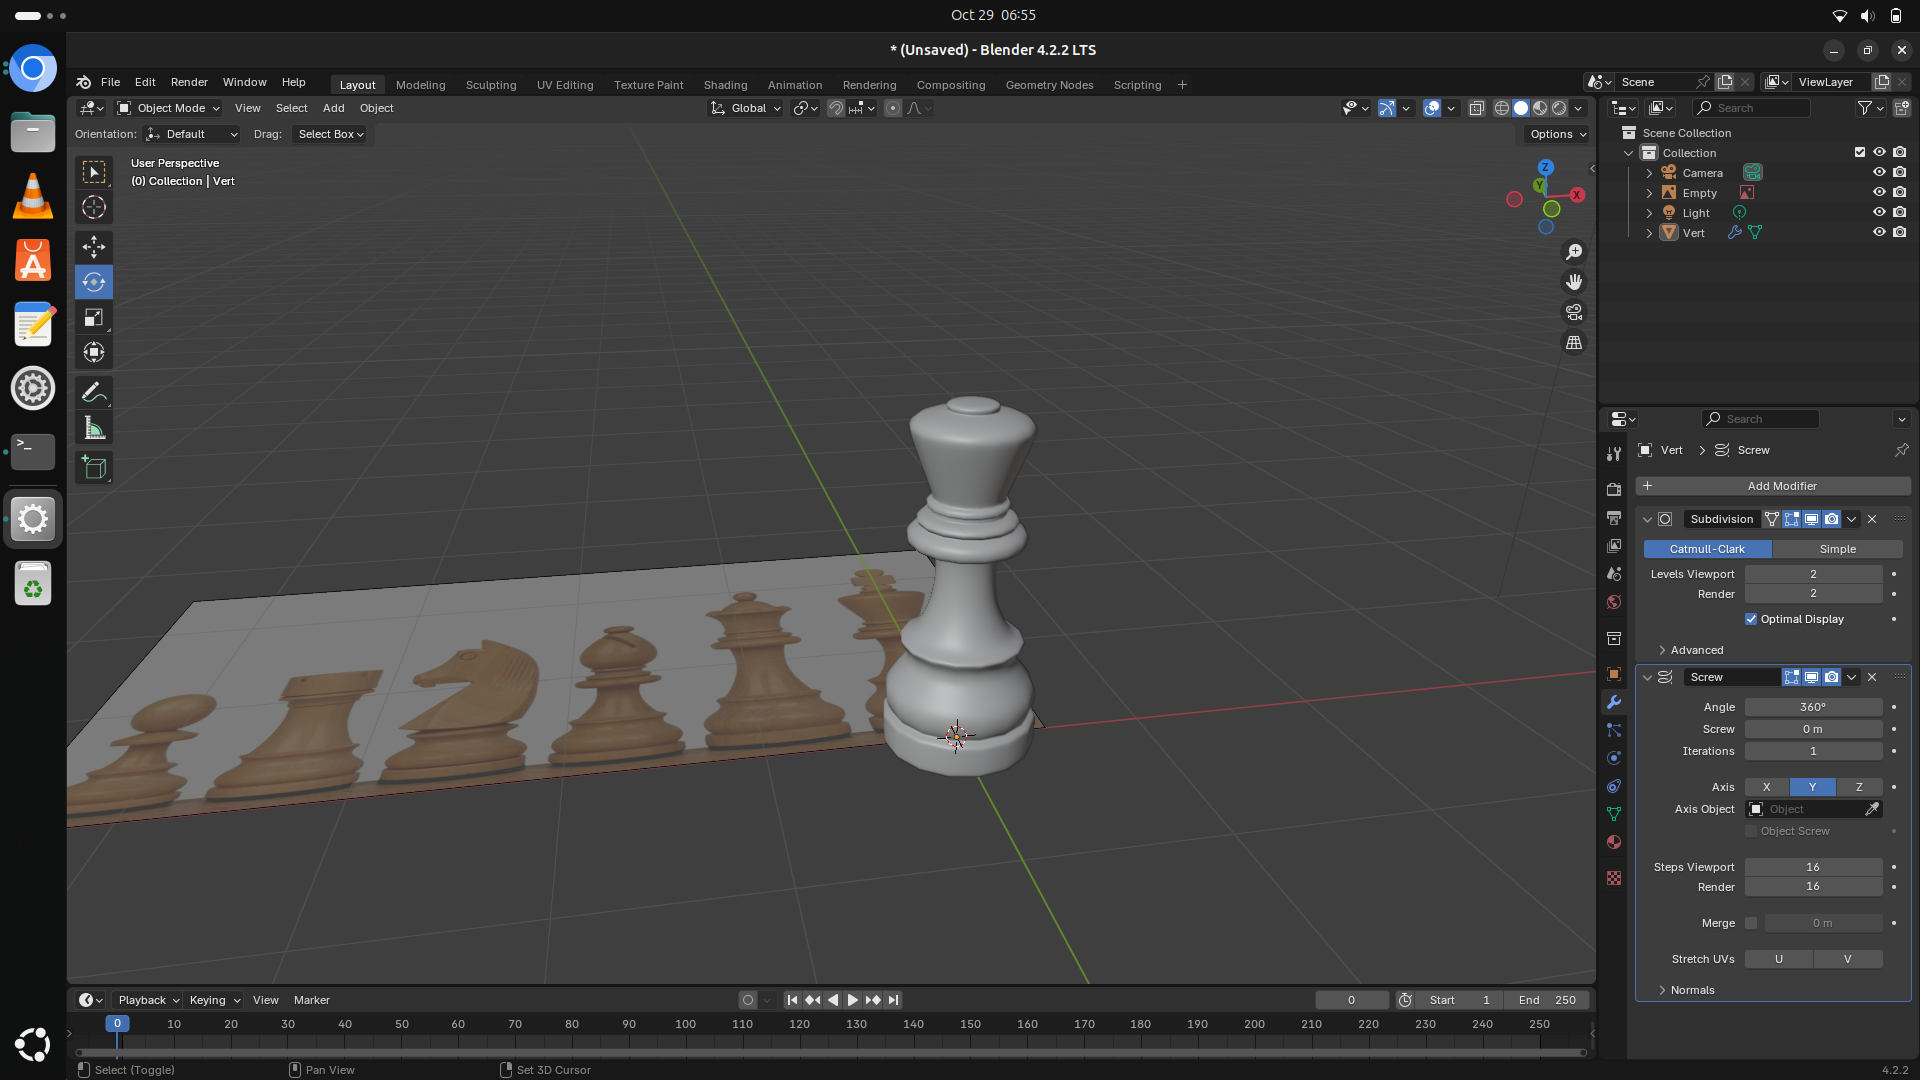 Oct 29 06:55
* (Unsaved) - Blender 4.2.2 LTS
File Edit Render Window Help Layout Modeling Sculpting UV Editing Texture Paint Shading Animation Rendering Compositing Geometry Nodes Scripting + Scene ViewLayer
Object Mode View Select Add Object Global Search
Orientation: Default Drag: Select Box Options
User Perspective
(0) Collection | Vert
Z
Y
X
Scene Collection
Collection
Camera
Empty
Light
Vert
Search
Vert > Screw
+ Add Modifier
Subdivision
Catmull-Clark Simple
Levels Viewport 2
Render 2
Optimal Display
Advanced
Screw
Angle 360°
Screw 0 m
Iterations 1
Axis X Y Z
Axis Object Object
Object Screw
Steps Viewport 16
Render 16
Merge 0 m
Stretch UVs U V
Normals
Playback Keying View Marker 0 Start 1 End 250
0 10 20 30 40 50 60 70 80 90 100 110 120 130 140 150 160 170 180 190 200 210 220 230 240 250
Select (Toggle) Pan View Set 3D Cursor 4.2.2